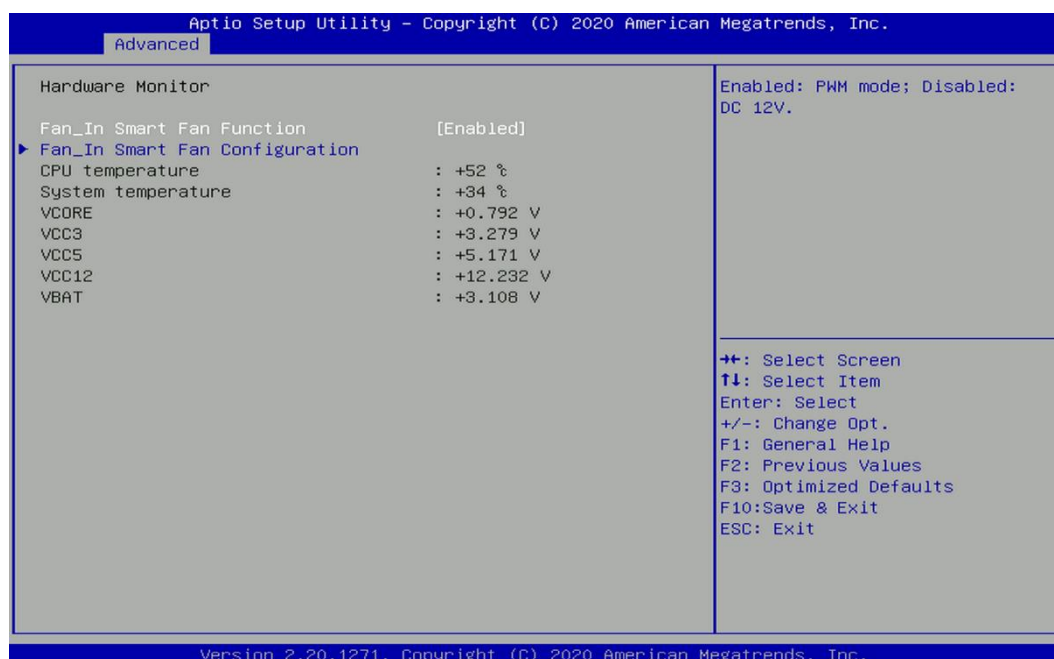 Aptio Setup Utility – Copyright (C) 2020 American Megatrends, Inc.
Advanced
Hardware Monitor
Fan_In Smart Fan Function [Enabled]
▶ Fan_In Smart Fan Configuration
CPU temperature : +52 ℃
System temperature : +34 ℃
VCORE : +0.792 V
VCC3 : +3.279 V
VCC5 : +5.171 V
VCC12 : +12.232 V
VBAT : +3.108 V
Enabled: PWM mode; Disabled:
DC 12V.
→←: Select Screen
↑↓: Select Item
Enter: Select
+/-: Change Opt.
F1: General Help
F2: Previous Values
F3: Optimized Defaults
F10:Save & Exit
ESC: Exit
Version 2.20.1271. Copyright (C) 2020 American Megatrends, Inc.